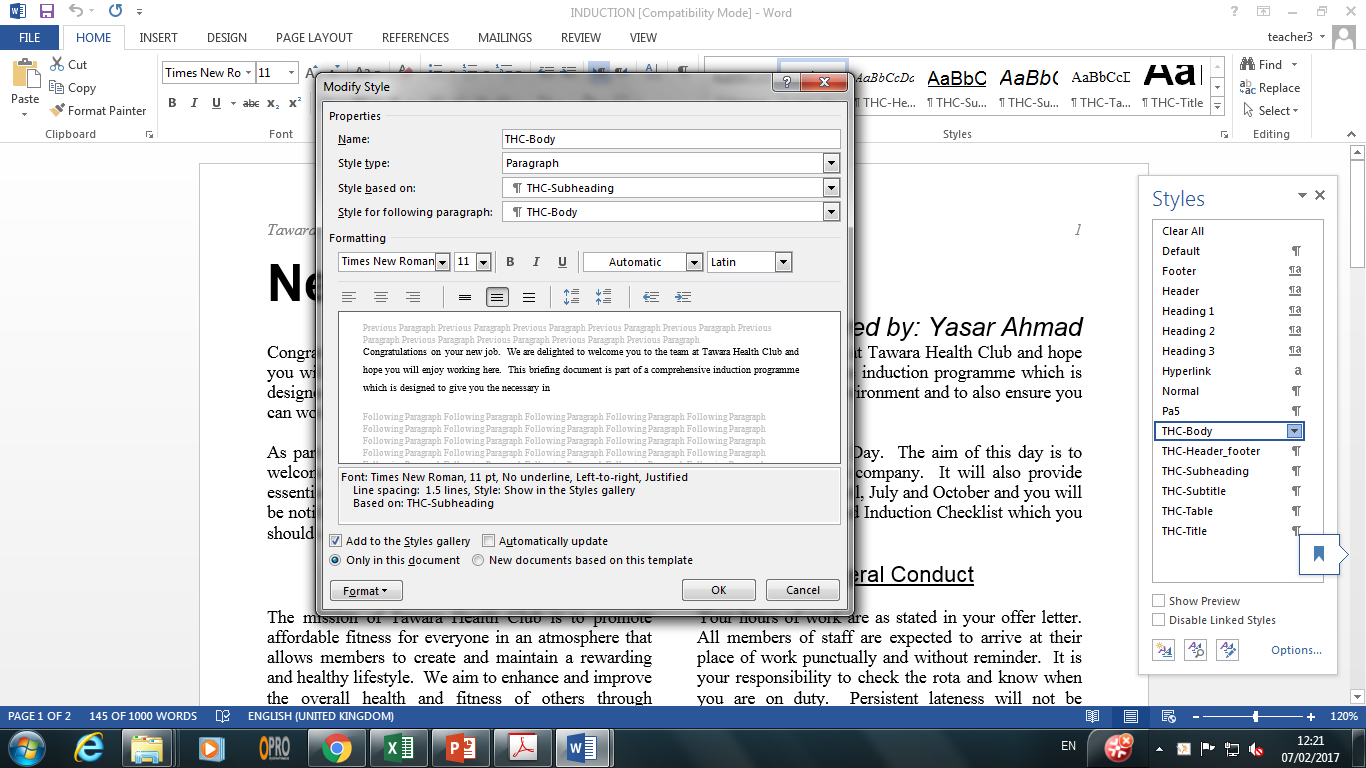 INDUCTION [Compatibility Mode] - Word
FILE HOME INSERT DESIGN PAGE LAYOUT REFERENCES MAILINGS REVIEW VIEW teacher3
Paste
Cut
Copy
Format Painter
Clipboard
Times New Ro 11
B I U abc x₂ x²
Font
AaBbCcDc AaBbC AaBbC AaBbCcD Aa
¶ THC-He... ¶ THC-Su... ¶ THC-Su... ¶ THC-Ta... ¶ THC-Title
Styles
Find
Replace
Select
Editing
Modify Style
Properties
Name: THC-Body
Style type: Paragraph
Style based on: ¶ THC-Subheading
Style for following paragraph: ¶ THC-Body
Formatting
Times New Roman 11 B I U Automatic Latin
Previous Paragraph Previous Paragraph Previous Paragraph Previous Paragraph Previous Paragraph Previous
Paragraph Previous Paragraph Previous Paragraph Previous Paragraph Previous Paragraph
Congratulations on your new job. We are delighted to welcome you to the team at Tawara Health Club and
hope you will enjoy working here. This briefing document is part of a comprehensive induction programme
which is designed to give you the necessary in
Following Paragraph Following Paragraph Following Paragraph Following Paragraph Following Paragraph
Following Paragraph Following Paragraph Following Paragraph Following Paragraph Following Paragraph
Following Paragraph Following Paragraph Following Paragraph Following Paragraph Following Paragraph
Following Paragraph Following Paragraph Following Paragraph Following Paragraph Following Paragraph
Font: Times New Roman, 11 pt, No underline, Left-to-right, Justified
Line spacing: 1.5 lines, Style: Show in the Styles gallery
Based on: THC-Subheading
Add to the Styles gallery Automatically update
Only in this document New documents based on this template
Format OK Cancel
Tawara 1
Ne
ed by: Yasar Ahmad
Congra at Tawara Health Club and hope
you wi induction programme which is
designe ironment and to also ensure you
can wo
As par Day. The aim of this day is to
welcom company. It will also provide
essenti l, July and October and you will
be noti d Induction Checklist which you
should
eral Conduct
The mission of Tawara Health Club is to promote
affordable fitness for everyone in an atmosphere that
allows members to create and maintain a rewarding
and healthy lifestyle. We aim to enhance and improve
the overall health and fitness of others through
Your hours of work are as stated in your offer letter.
All members of staff are expected to arrive at their
place of work punctually and without reminder. It is
your responsibility to check the rota and know when
you are on duty. Persistent lateness will not be
Styles
Clear All
Default ¶
Footer ¶a
Header ¶a
Heading 1 ¶a
Heading 2 ¶a
Heading 3 ¶a
Hyperlink a
Normal ¶
Pa5 ¶
THC-Body
THC-Header_footer ¶
THC-Subheading ¶
THC-Subtitle ¶
THC-Table ¶
THC-Title ¶
Show Preview
Disable Linked Styles
Options...
PAGE 1 OF 2 145 OF 1000 WORDS ENGLISH (UNITED KINGDOM) 120%
OPRO
EN
12:21
07/02/2017